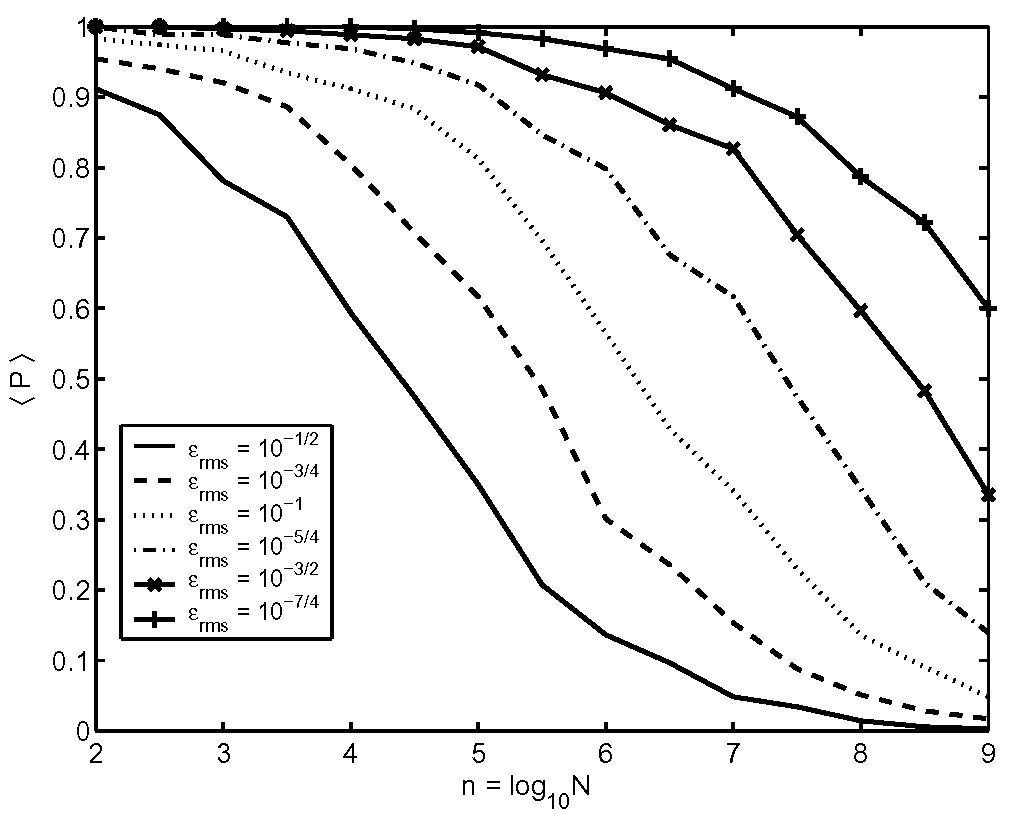 1
0.9
0.8
0.7
0.6
0.5
0.4
0.3
0.2
0.1
0
⟨ P ⟩
ε_rms = 10^−1/2
ε_rms = 10^−3/4
ε_rms = 10^−1
ε_rms = 10^−5/4
ε_rms = 10^−3/2
ε_rms = 10^−7/4
2 3 4 5 6 7 8 9
n = log_10N